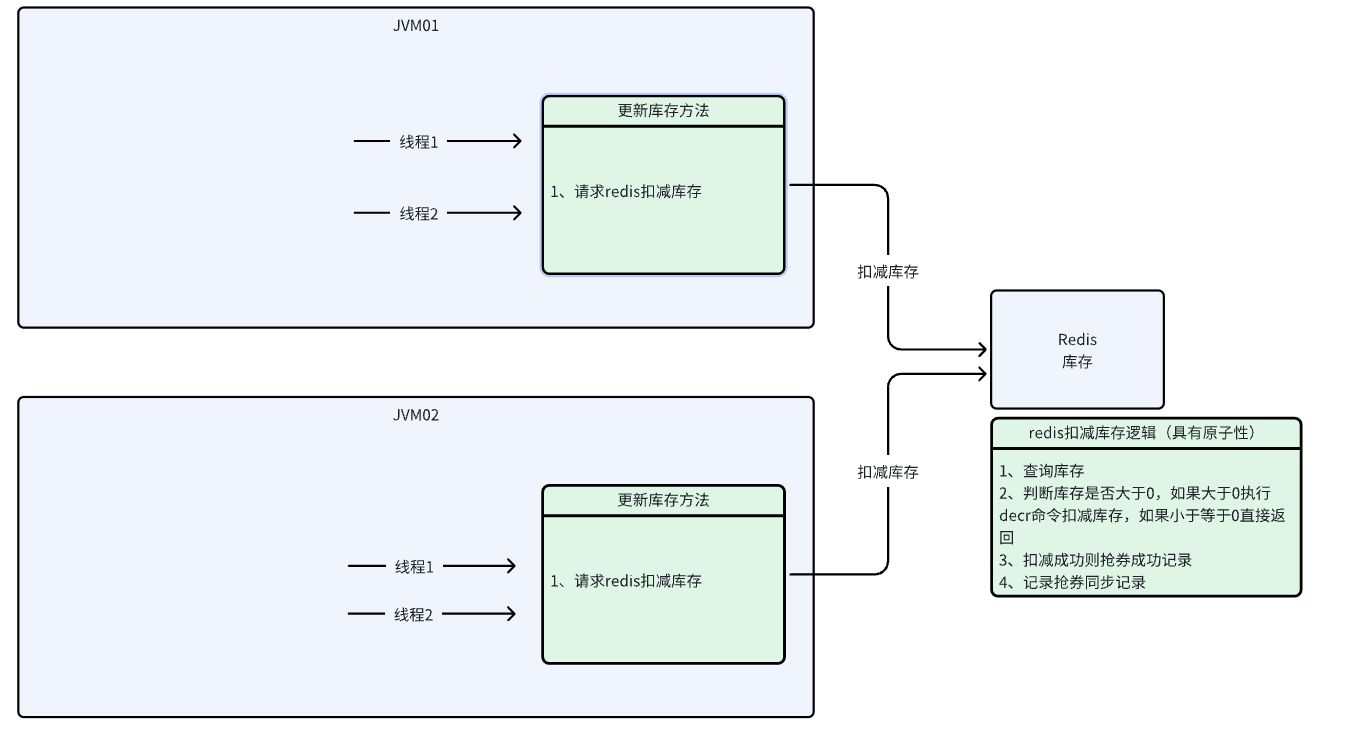 JVM01
更新库存方法
线程1
1、请求redis扣减库存
线程2
扣减库存
Redis
库存
JVM02
redis扣减库存逻辑（具有原子性）
1、查询库存
2、判断库存是否大于0，如果大于0执行
decr命令扣减库存，如果小于等于0直接返
回
3、扣减成功则抢券成功记录
4、记录抢券同步记录
扣减库存
更新库存方法
线程1
1、请求redis扣减库存
线程2